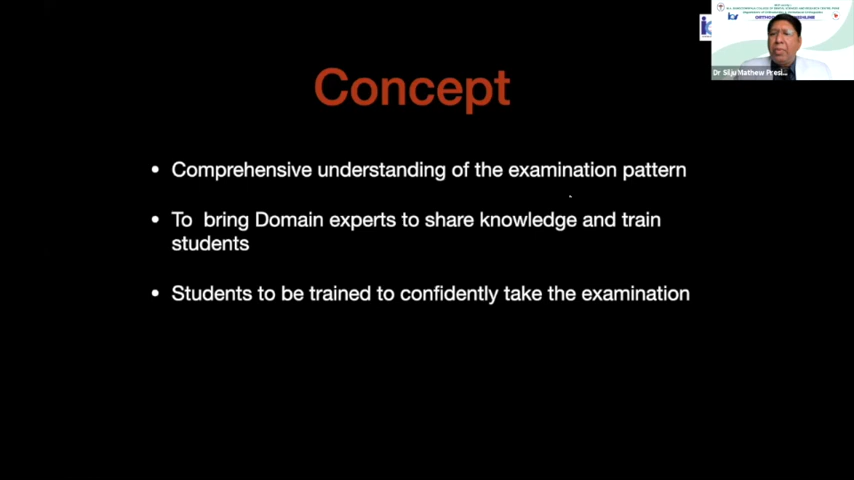 Concept
• Comprehensive understanding of the examination pattern
• To bring Domain experts to share knowledge and train
students
• Students to be trained to confidently take the examination
Dr Silju Mathew Presi...